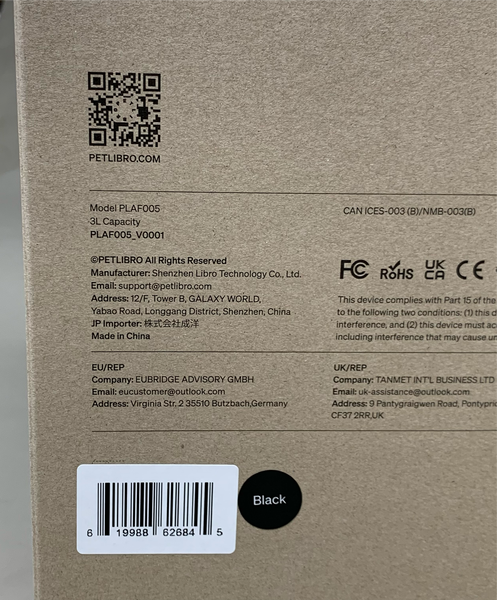 PETLIBRO.COM
Model PLAF005
3L Capacity
PLAF005_V0001
CAN ICES-003 (B)/NMB-003(B)
©PETLIBRO All Rights Reserved
Manufacturer: Shenzhen Libro Technology Co., Ltd.
Email: support@petlibro.com
Address: 12/F, Tower B, GALAXY WORLD,
Yabao Road, Longgang District, Shenzhen, China
JP Importer: 株式会社成洋
Made in China
FC
RoHS
UK
CA
CE
This device complies with Part 15 of the
to the following two conditions: (1) this d
interference, and (2) this device must ac
including interference that may cause un
EU/REP
Company: EUBRIDGE ADVISORY GMBH
Email: eucustomer@outlook.com
Address: Virginia Str. 2 35510 Butzbach,Germany
UK/REP
Company: TANMET INT'L BUSINESS LTD
Email: uk-assistance@outlook.com
Address: 9 Pantygraigwen Road, Pontypric
CF37 2RR,UK
6 19988 62684 5
Black